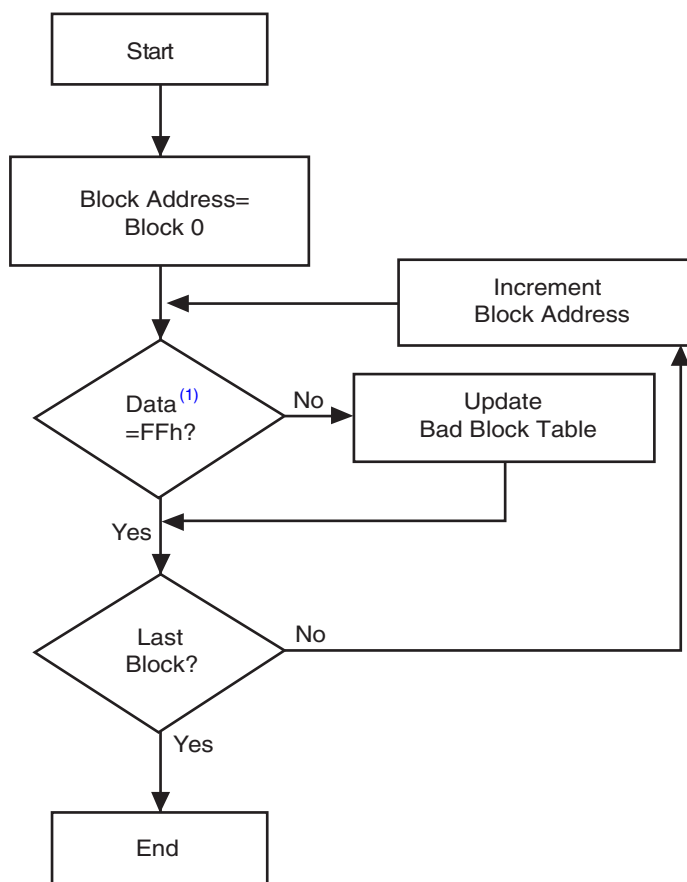 Start
Block Address=
Block 0
Increment
Block Address
Data(1)
=FFh?
No
Update
Bad Block Table
Yes
Last
Block?
No
Yes
End